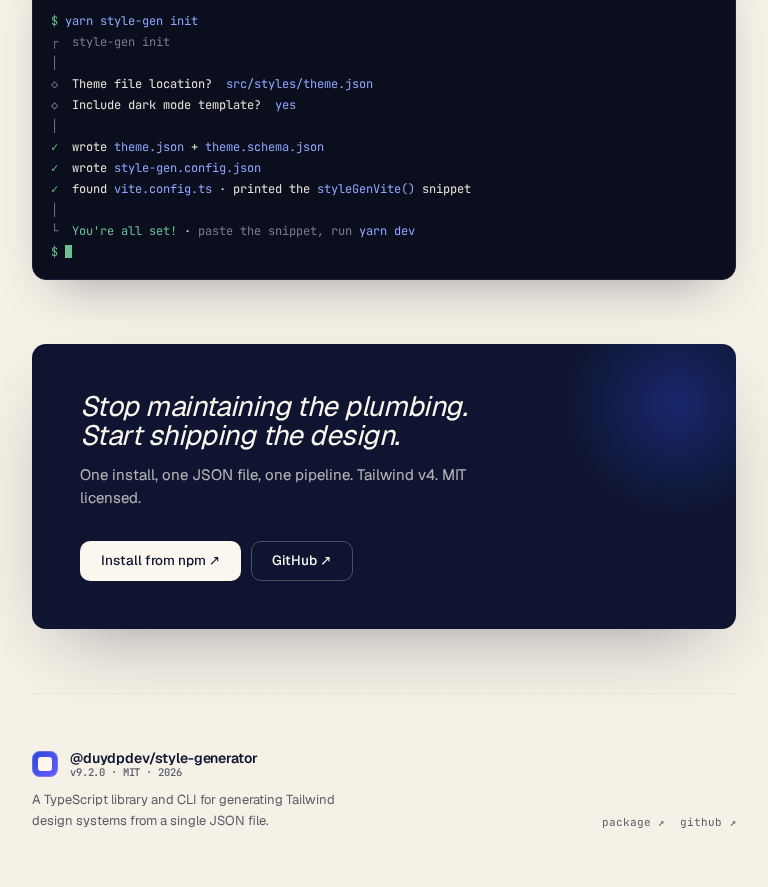 $ yarn style-gen init
┌ style-gen init
│
◇ Theme file location? src/styles/theme.json
◇ Include dark mode template? yes
│
✓ wrote theme.json + theme.schema.json
✓ wrote style-gen.config.json
✓ found vite.config.ts · printed the styleGenVite() snippet
│
└ You're all set! · paste the snippet, run yarn dev
$
Stop maintaining the plumbing.
Start shipping the design.
One install, one JSON file, one pipeline. Tailwind v4. MIT
licensed.
Install from npm ↗ GitHub ↗
@duydpdev/style-generator
v9.2.0 · MIT · 2026
A TypeScript library and CLI for generating Tailwind
design systems from a single JSON file.
package ↗ github ↗